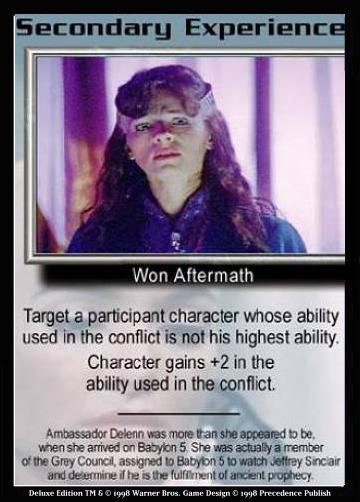 Secondary Experience
Won Aftermath
Target a participant character whose ability
used in the conflict is not his highest ability.
Character gains +2 in the
ability used in the conflict.
Ambassador Delenn was more than she appeared to be,
when she arrived on Babylon 5. She was actually a member
of the Grey Council, assigned to Babylon 5 to watch Jeffrey Sinclair
and determine if he is the fulfillment of ancient prophecy.
Deluxe Edition TM & © 1998 Warner Bros. Game Design © 1998 Precedence Publish